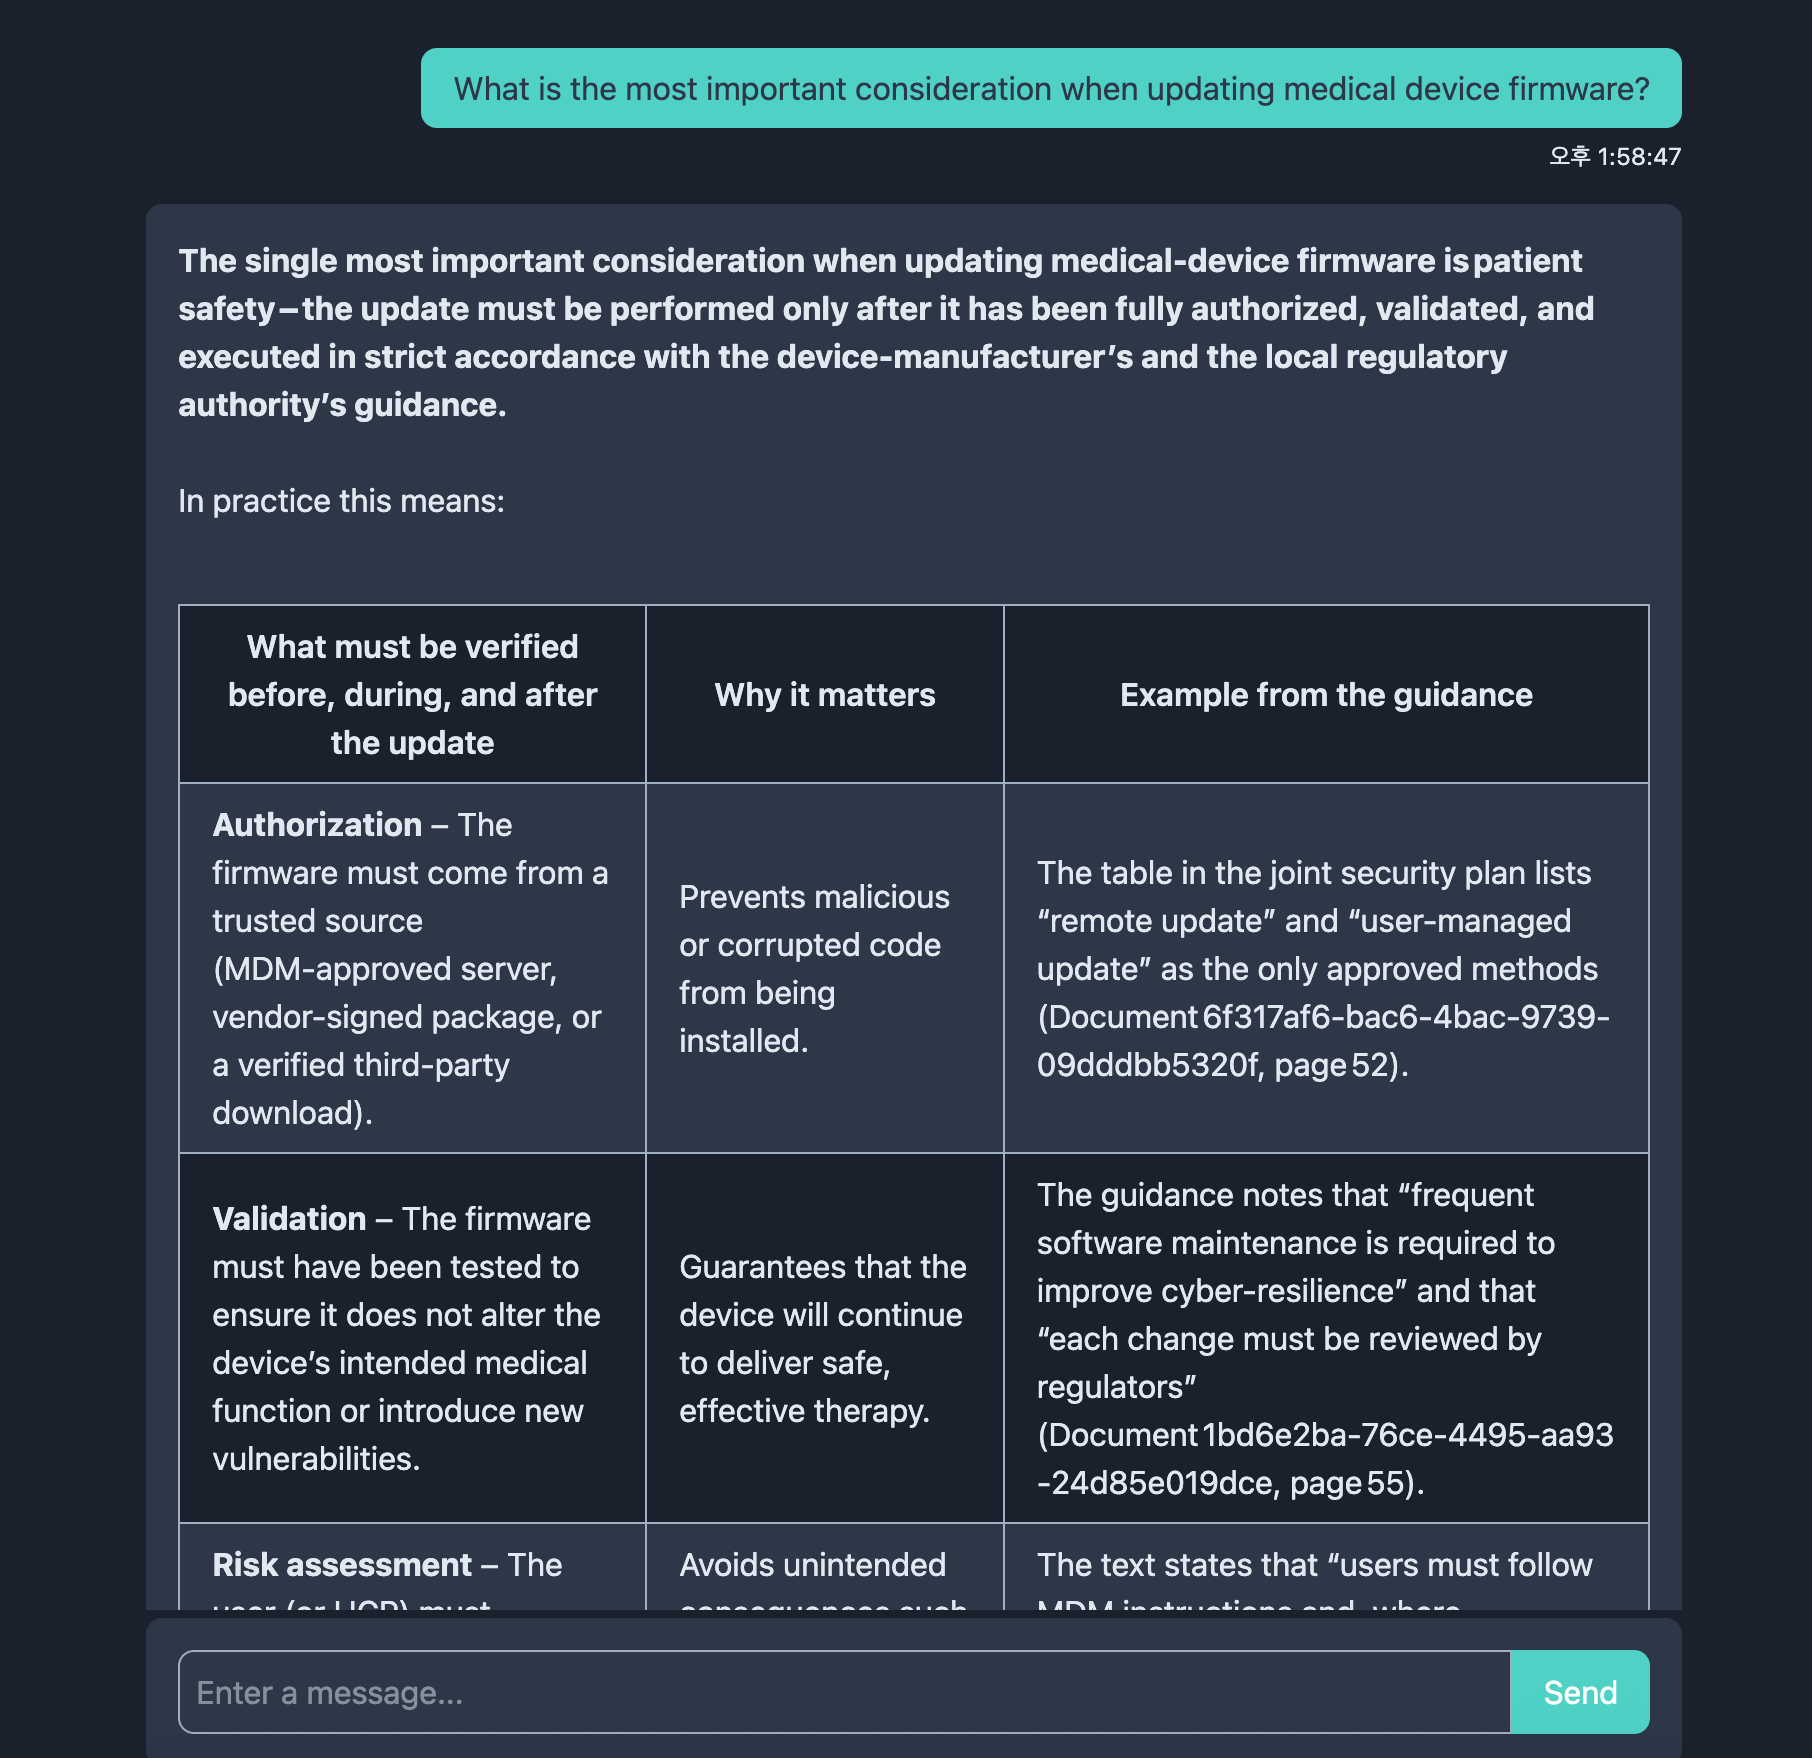 What is the most important consideration when updating medical device firmware?
오후 1:58:47
The single most important consideration when updating medical-device firmware is patient
safety – the update must be performed only after it has been fully authorized, validated, and
executed in strict accordance with the device-manufacturer’s and the local regulatory
authority’s guidance.
In practice this means:
What must be verified
before, during, and after
the update
Why it matters
Example from the guidance
Authorization – The
firmware must come from a
trusted source
(MDM-approved server,
vendor-signed package, or
a verified third-party
download).
Prevents malicious
or corrupted code
from being
installed.
The table in the joint security plan lists
“remote update” and “user-managed
update” as the only approved methods
(Document 6f317af6-bac6-4bac-9739-
09dddbb5320f, page 52).
Validation – The firmware
must have been tested to
ensure it does not alter the
device’s intended medical
function or introduce new
vulnerabilities.
Guarantees that the
device will continue
to deliver safe,
effective therapy.
The guidance notes that “frequent
software maintenance is required to
improve cyber-resilience” and that
“each change must be reviewed by
regulators”
(Document 1bd6e2ba-76ce-4495-aa93
-24d85e019dce, page 55).
Risk assessment – The
user (or HCP) must
Avoids unintended
consequences such
The text states that “users must follow
MDM instructions and, where
Enter a message...
Send